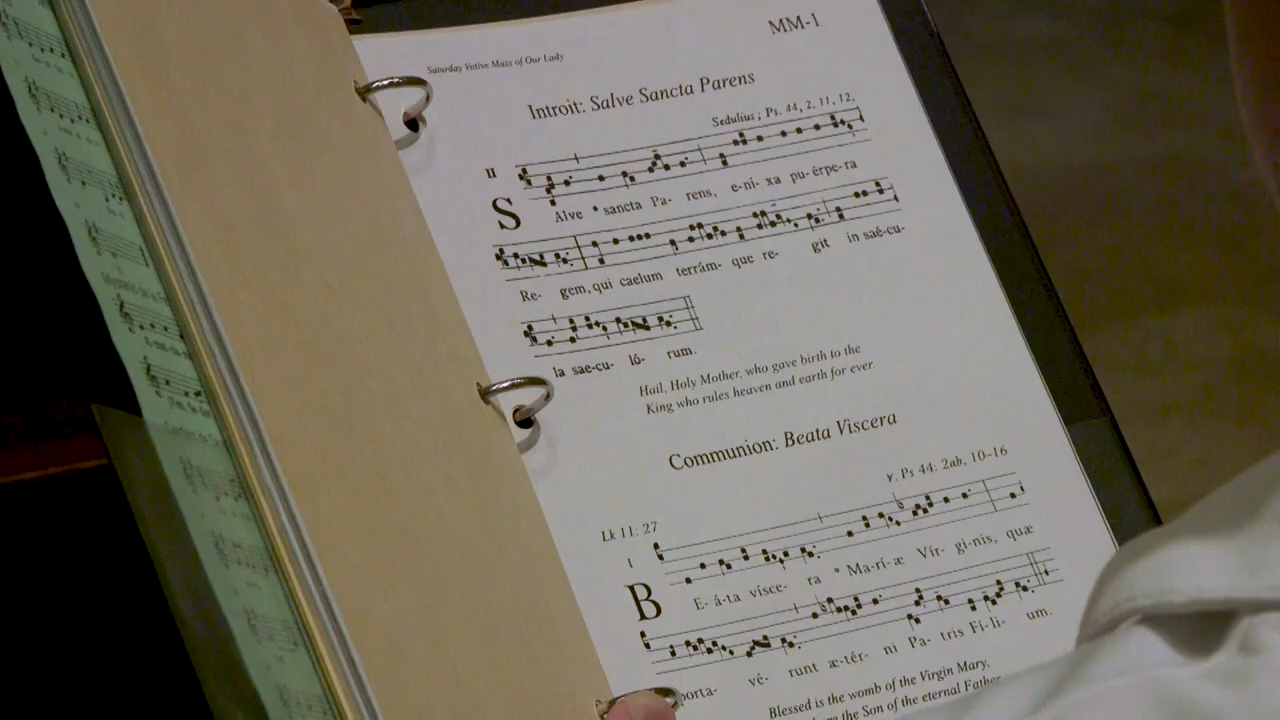 MM-1
Saturday Votive Mass of Our Lady
Introit: Salve Sancta Parens
Sedulius ; Ps. 44, 2. 11, 12.
II
S Alve * sancta Pa- rens, e-ní- xa pu-érpe-ra
Re- gem, qui caelum terrám- que re- git in saé-cu-
la sae-cu- ló- rum.
Hail, Holy Mother, who gave birth to the
King who rules heaven and earth for ever.
Communion: Beata Viscera
℣. Ps 44: 2ab, 10–16
Lk 11: 27
I
B E- á-ta vísce- ra * Ma-rí- æ Vír- gi-nis, quæ
porta- vé- runt æ-tér- ni Pa- tris Fí-li- um.
Blessed is the womb of the Virgin Mary,
the Son of the eternal Father.